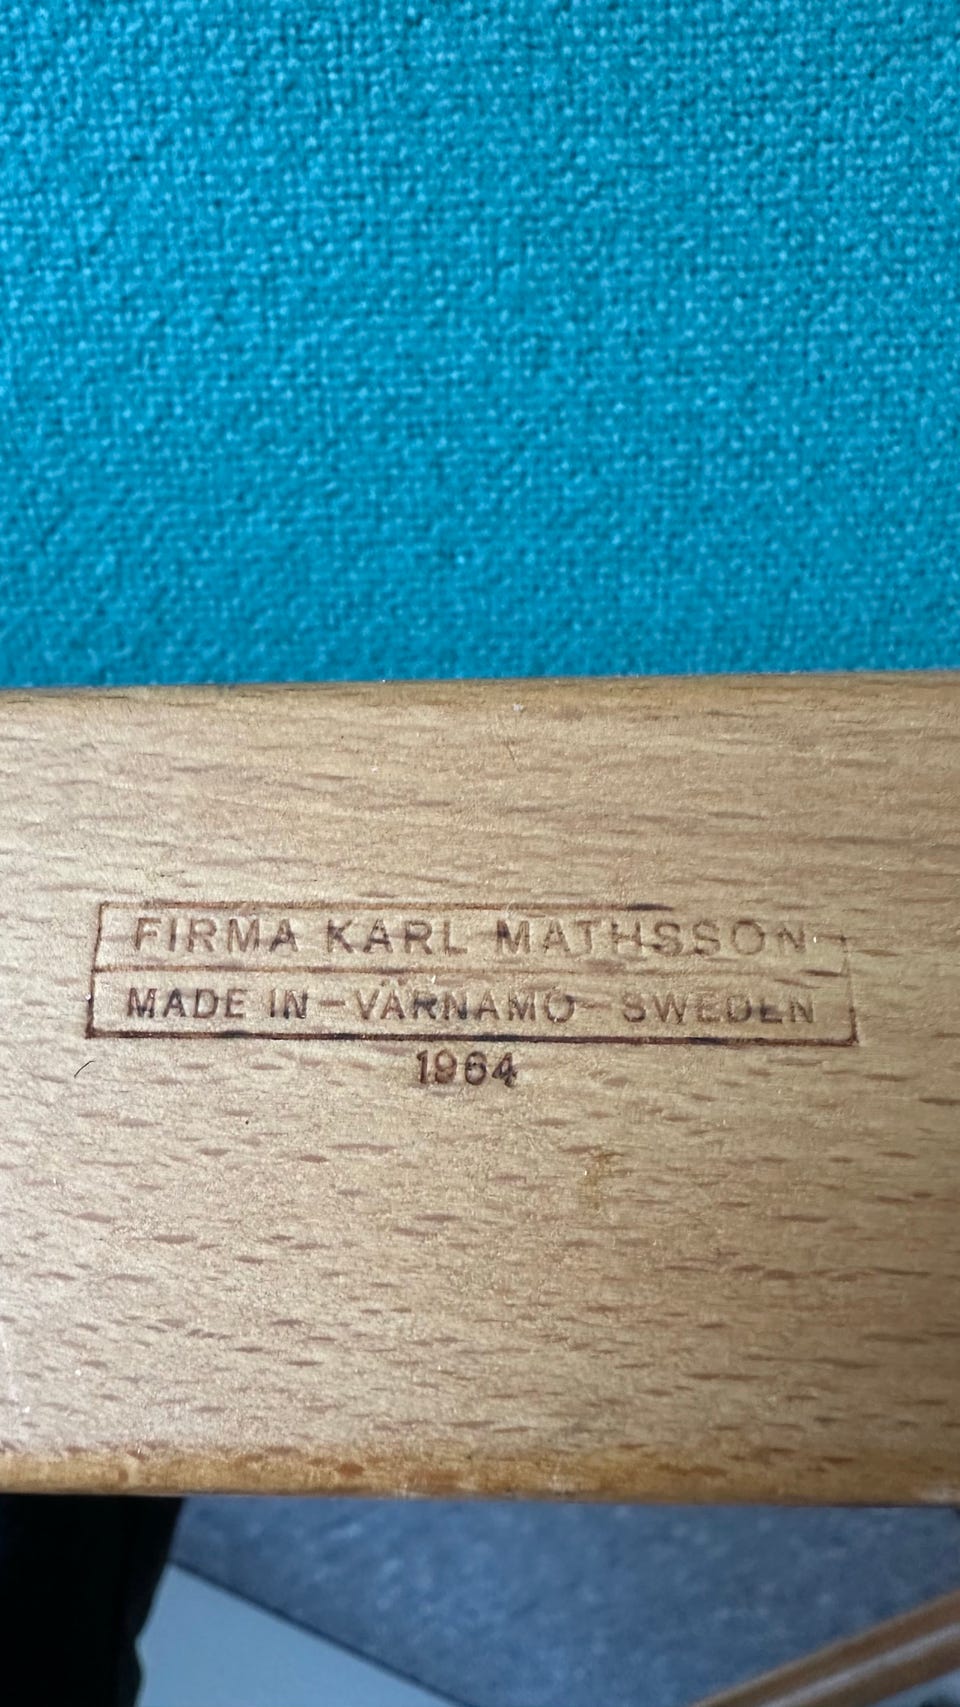 FIRMA KARL MATHSSON
MADE IN–VÄRNAMO–SWEDEN
1964